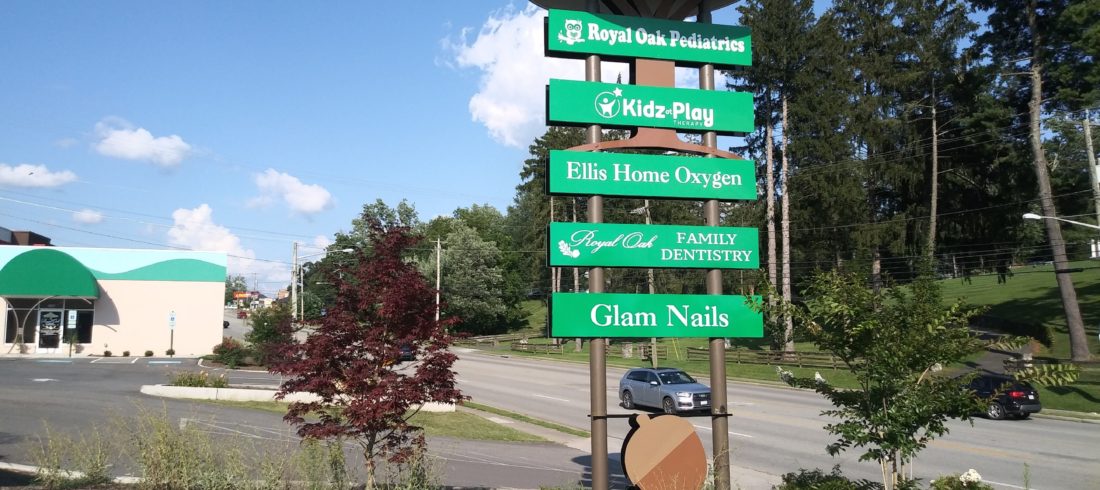 Royal Oak Pediatrics
Kidz at Play
THERAPY
Ellis Home Oxygen
Royal Oak FAMILY
DENTISTRY
Glam Nails